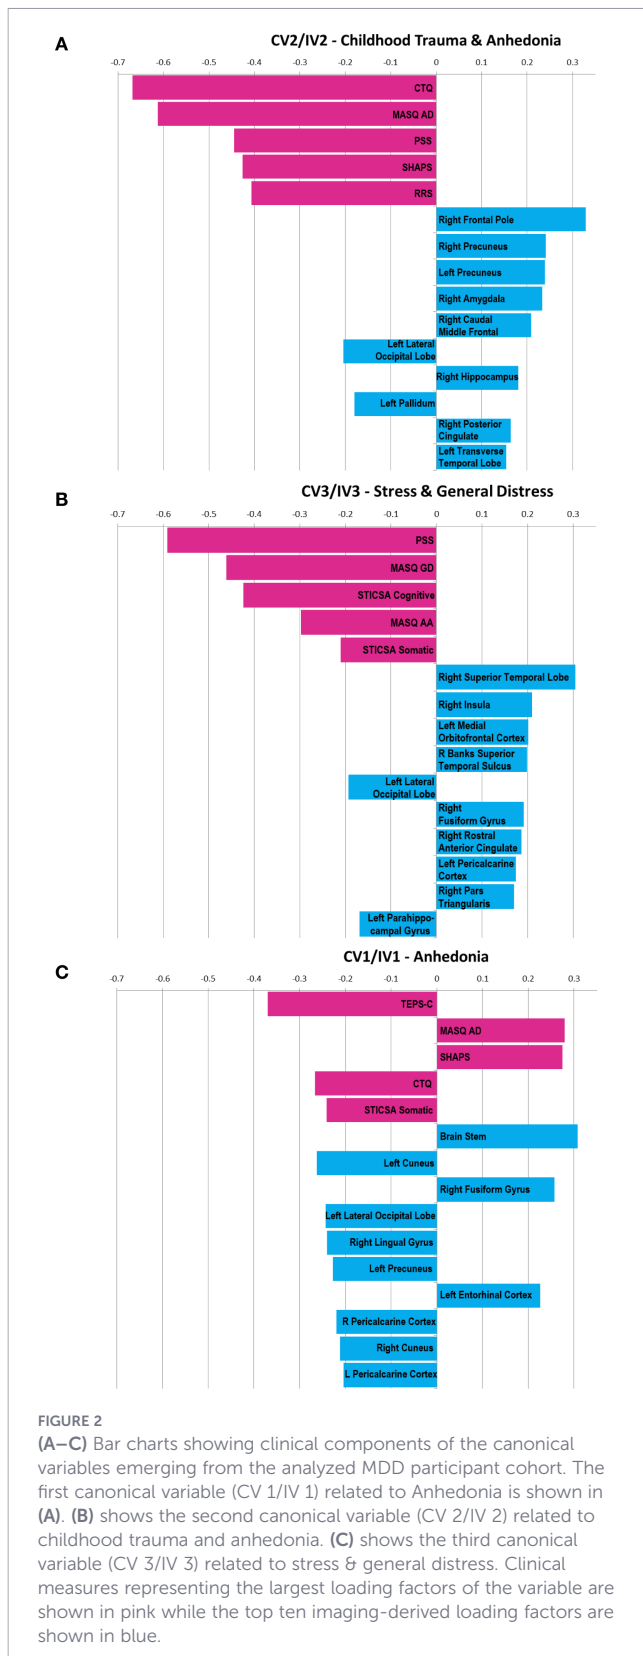 A
CV2/IV2 - Childhood Trauma & Anhedonia
-0.7 -0.6 -0.5 -0.4 -0.3 -0.2 -0.1 0 0.1 0.2 0.3
CTQ
MASQ AD
PSS
SHAPS
RRS
Right Frontal Pole
Right Precuneus
Left Precuneus
Right Amygdala
Right Caudal
Middle Frontal
Left Lateral
Occipital Lobe
Right Hippocampus
Left Pallidum
Right Posterior
Cingulate
Left Transverse
Temporal Lobe
B
CV3/IV3 - Stress & General Distress
-0.7 -0.6 -0.5 -0.4 -0.3 -0.2 -0.1 0 0.1 0.2 0.3
PSS
MASQ GD
STICSA Cognitive
MASQ AA
STICSA Somatic
Right Superior Temporal Lobe
Right Insula
Left Medial
Orbitofrontal Cortex
R Banks Superior
Temporal Sulcus
Left Lateral
Occipital Lobe
Right
Fusiform Gyrus
Right Rostral
Anterior Cingulate
Left Pericalcarine
Cortex
Right Pars
Triangularis
Left Parahippo-
campal Gyrus
C
CV1/IV1 - Anhedonia
-0.7 -0.6 -0.5 -0.4 -0.3 -0.2 -0.1 0 0.1 0.2 0.3
TEPS-C
MASQ AD
SHAPS
CTQ
STICSA Somatic
Brain Stem
Left Cuneus
Right Fusiform Gyrus
Left Lateral Occipital Lobe
Right Lingual Gyrus
Left Precuneus
Left Entorhinal Cortex
R Pericalcarine Cortex
Right Cuneus
L Pericalcarine Cortex
FIGURE 2
(A–C) Bar charts showing clinical components of the canonical
variables emerging from the analyzed MDD participant cohort. The
first canonical variable (CV 1/IV 1) related to Anhedonia is shown in
(A). (B) shows the second canonical variable (CV 2/IV 2) related to
childhood trauma and anhedonia. (C) shows the third canonical
variable (CV 3/IV 3) related to stress & general distress. Clinical
measures representing the largest loading factors of the variable are
shown in pink while the top ten imaging-derived loading factors are
shown in blue.